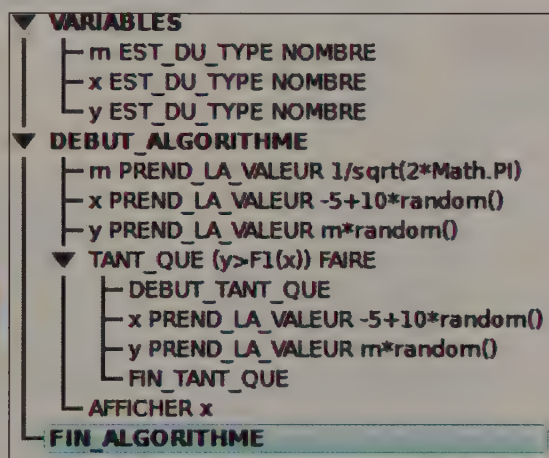 VARIABLES
m EST_DU_TYPE NOMBRE
x EST_DU_TYPE NOMBRE
y EST_DU_TYPE NOMBRE
DEBUT_ALGORITHME
m PREND_LA_VALEUR 1/sqrt(2*Math.PI)
x PREND_LA_VALEUR -5+10*random()
y PREND_LA_VALEUR m*random()
TANT_QUE (y>F1(x)) FAIRE
DEBUT_TANT_QUE
x PREND_LA_VALEUR -5+10*random()
y PREND_LA_VALEUR m*random()
FIN_TANT_QUE
AFFICHER x
FIN_ALGORITHME